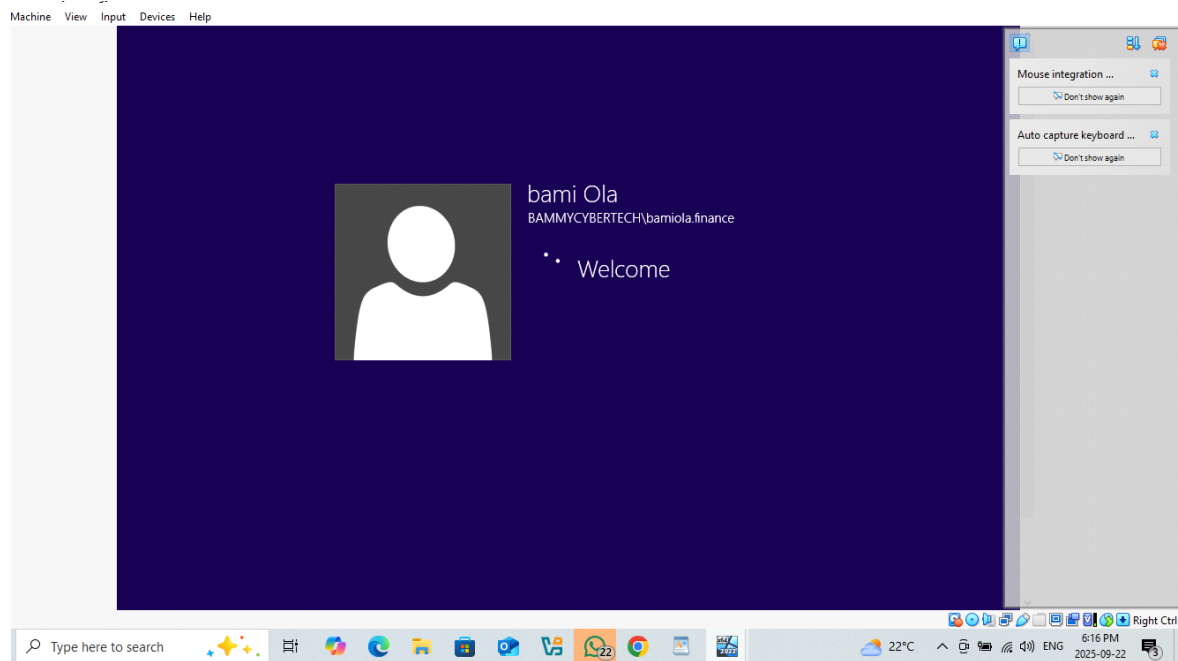 Machine View Input Devices Help
Mouse integration ...
Don't show again
Auto capture keyboard ...
Don't show again
bami Ola
BAMMYCYBERTECH\bamiola.finance
Welcome
Right Ctrl
Type here to search
22
22°C
ENG
6:16 PM
2025-09-22
3